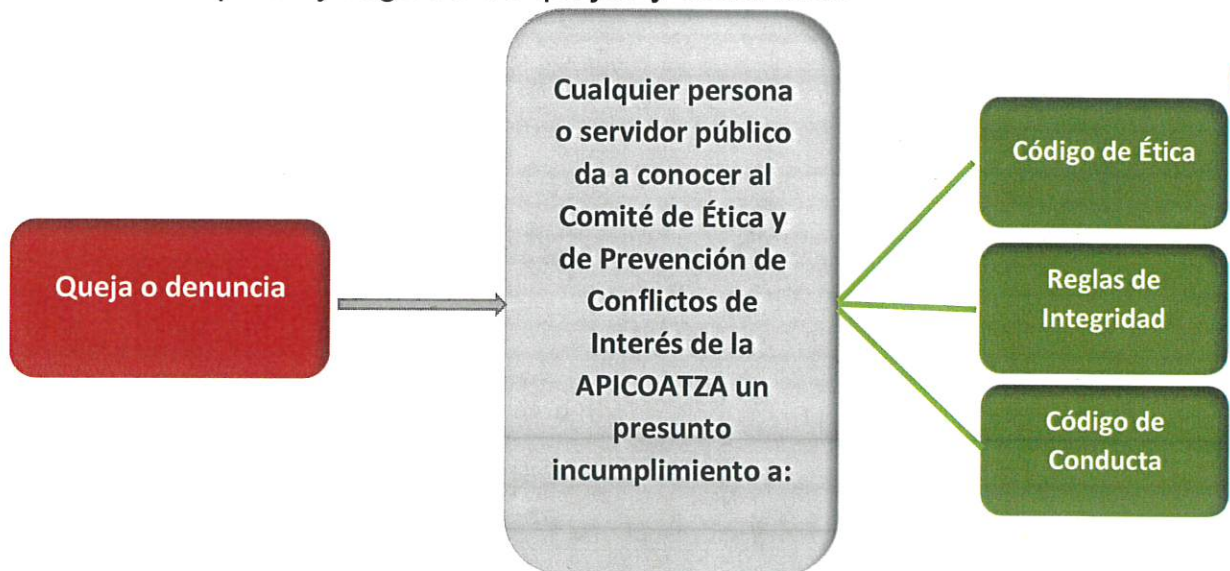 Queja o denuncia
Cualquier persona
o servidor público
da a conocer al
Comité de Ética y
de Prevención de
Conflictos de
Interés de la
APICOATZA un
presunto
incumplimiento a:
Código de Ética
Reglas de
Integridad
Código de
Conducta